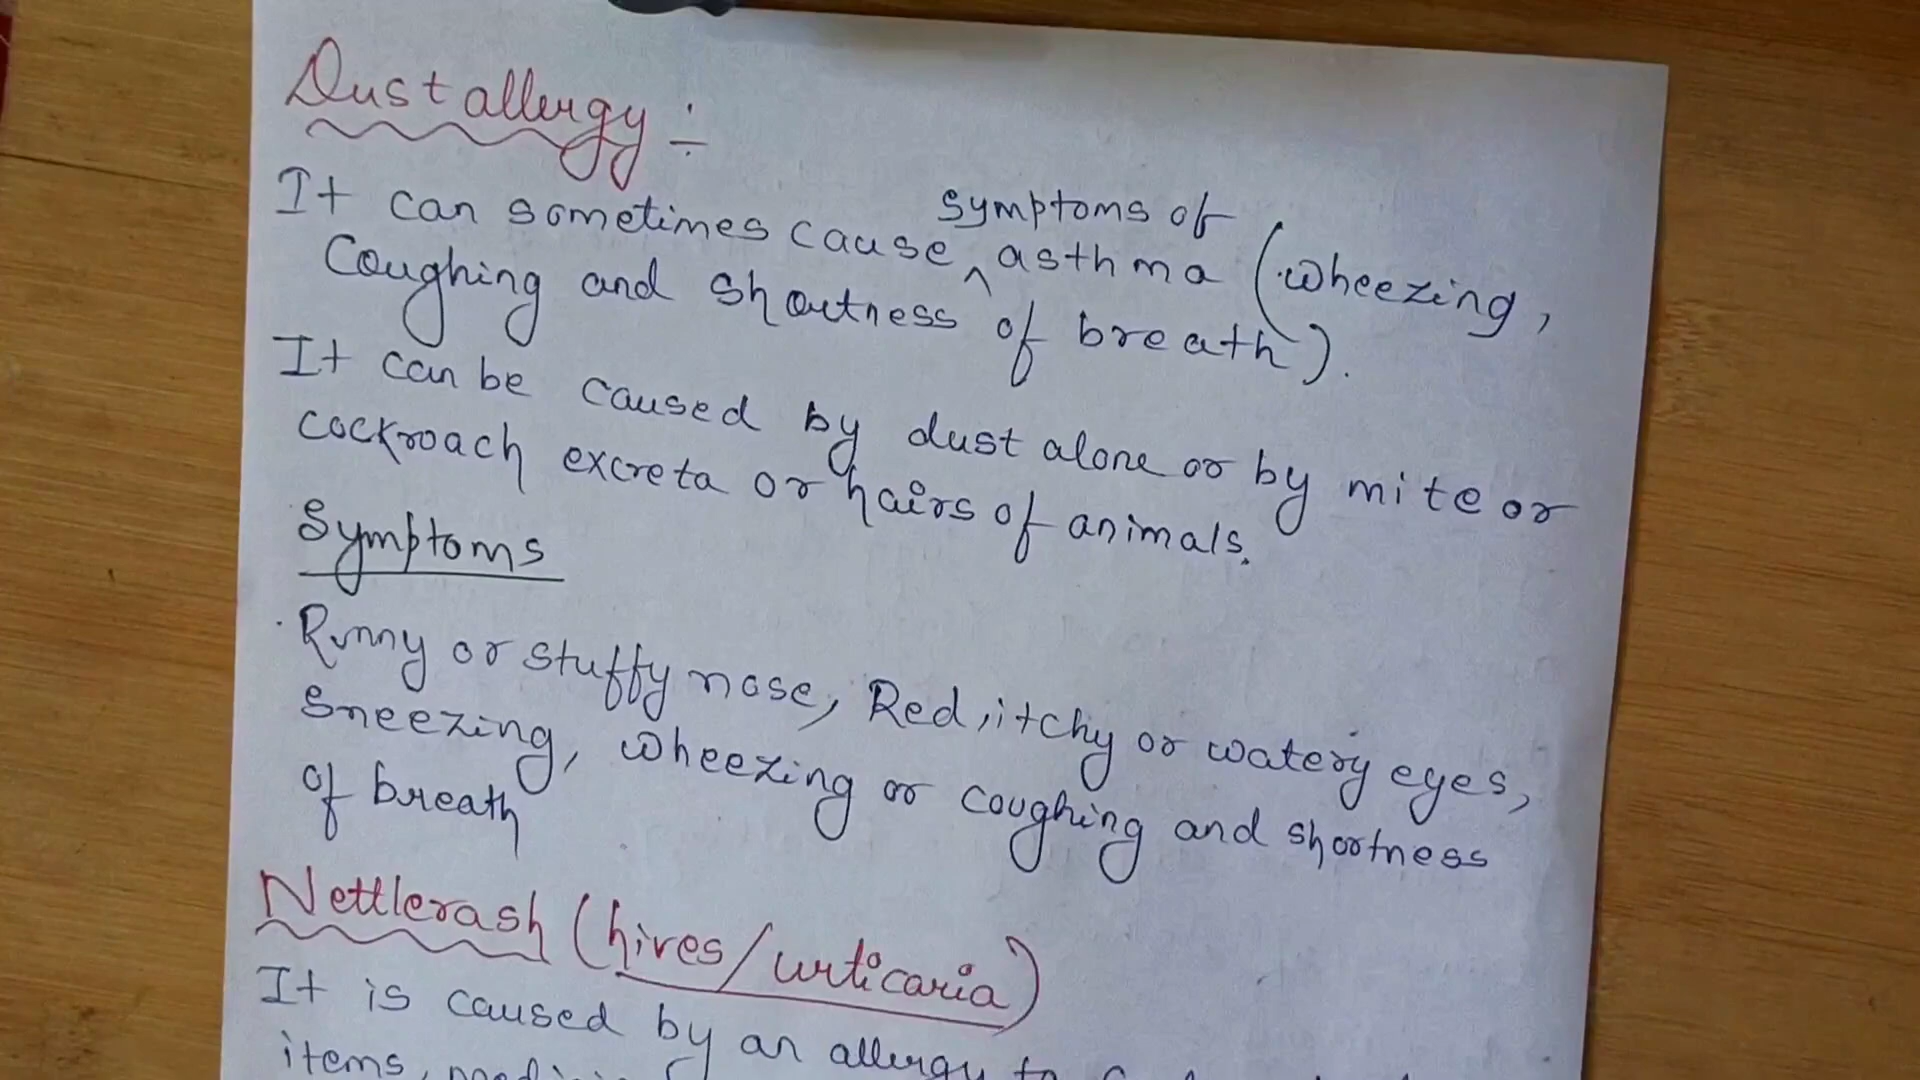 Dust allergy ÷
It can sometimes cause ^ symptoms of asthma (wheezing,
Coughing and shortness of breath).
It can be caused by dust alone or by mite or
cockroach excreta or hairs of animals.
Symptoms
· Runny or stuffy nose, Red, itchy or watery eyes,
Sneezing, wheezing or coughing and shortness
of breath
Nettlerash (hives/urticaria)
It is caused by an allergy to
items,